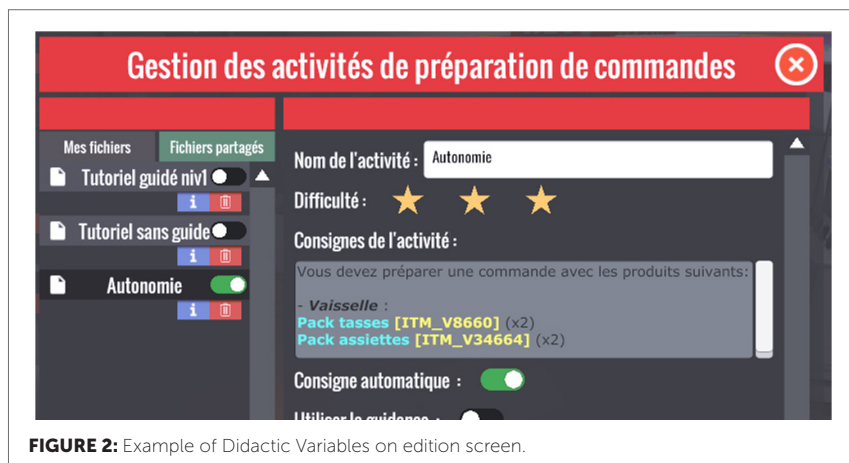 Gestion des activités de préparation de commandes
Mes fichiers
Fichiers partagés
Tutoriel guidé niv1
i
Tutoriel sans guide
i
Autonomie
i
Nom de l'activité :
Autonomie
Difficulté :
Consignes de l'activité :
Vous devez préparer une commande avec les produits suivants:
- Vaisselle :
Pack tasses [ITM_V8660] (x2)
Pack assiettes [ITM_V34664] (x2)
Consigne automatique :
Utiliser la guidance :
FIGURE 2: Example of Didactic Variables on edition screen.